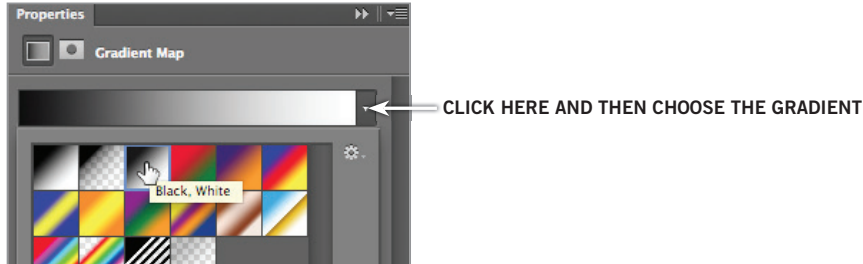 Properties
Gradient Map
CLICK HERE AND THEN CHOOSE THE GRADIENT
Black, White